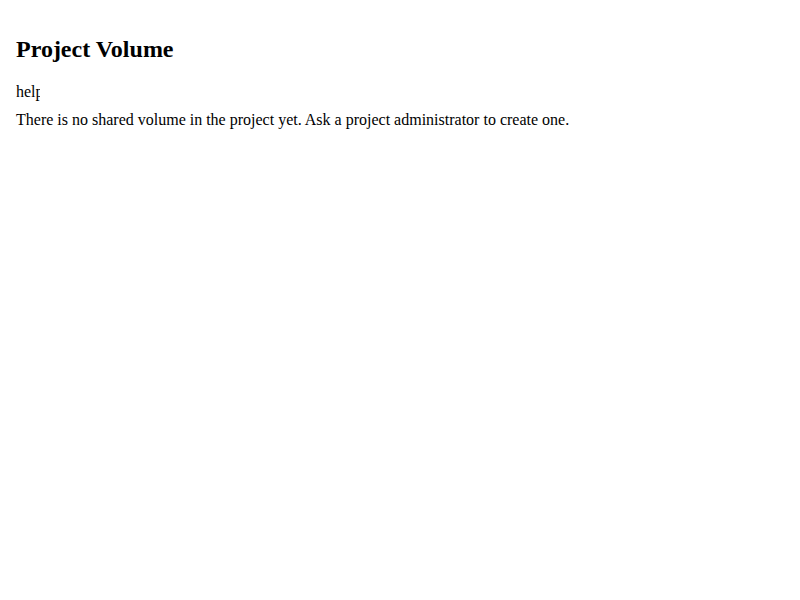 Project Volume
help
There is no shared volume in the project yet. Ask a project administrator to create one.